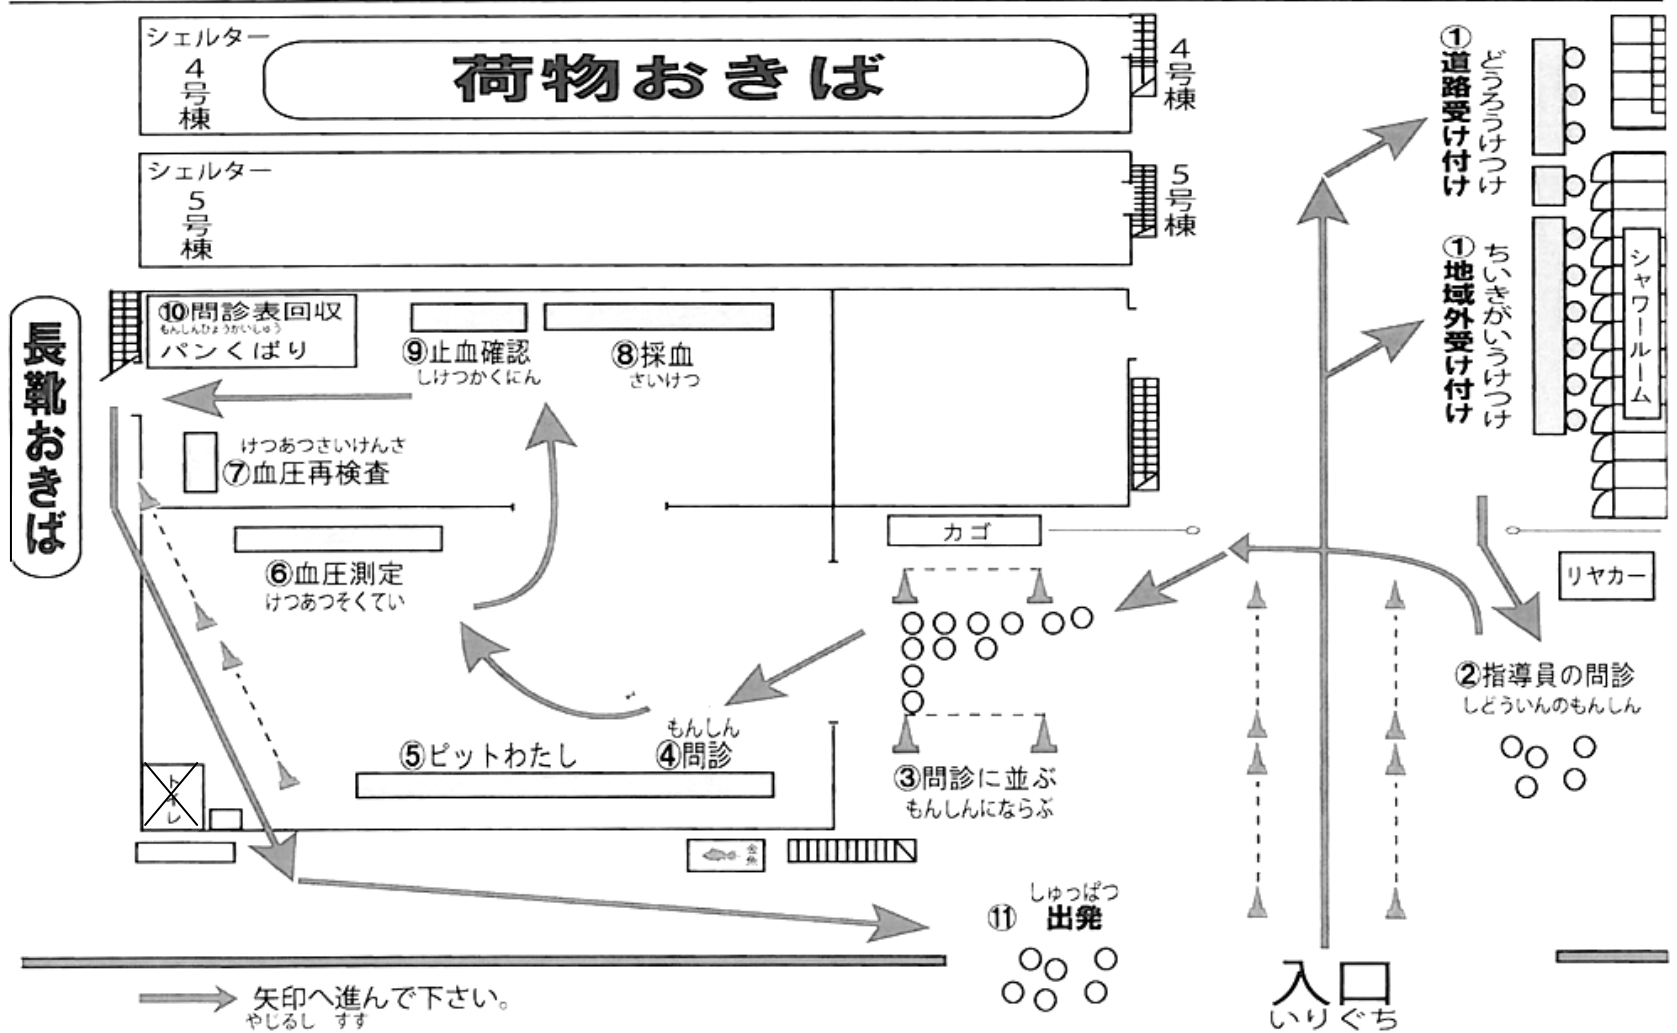 シェルター
4号棟
荷物おきば
4号棟
シェルター
5号棟
5号棟
①道路受け付け
どうろうけつけ
①地域外受け付け
ちいきがいうけつけ
シャワールーム
長靴おきば
⑩問診表回収
もんしんひょうかいしゅう
パンくばり
⑨止血確認
しけつかくにん
⑧採血
さいけつ
けつあつさいけんさ
⑦血圧再検査
⑥血圧測定
けつあつそくてい
カゴ
リヤカー
②指導員の問診
しどういんのもんしん
もんしん
④問診
⑤ピットわたし
③問診に並ぶ
もんしんにならぶ
トイレ
金魚
しゅっぱつ
⑪ 出発
入口
いりぐち
矢印へ進んで下さい。
やじるし すす